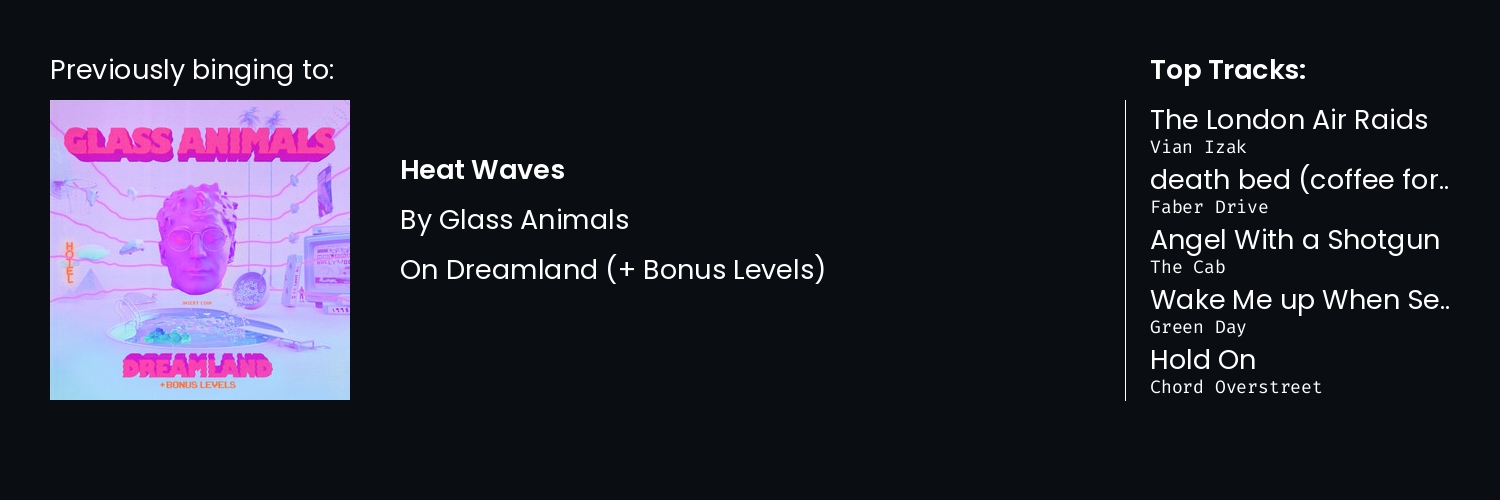 Previously binging to:
GLASS ANIMALS
HOTEL
1998
DREAMLAND
+BONUS LEVELS
Heat Waves
By Glass Animals
On Dreamland (+ Bonus Levels)
Top Tracks:
The London Air Raids
Vian Izak
death bed (coffee for..
Faber Drive
Angel With a Shotgun
The Cab
Wake Me up When Se..
Green Day
Hold On
Chord Overstreet